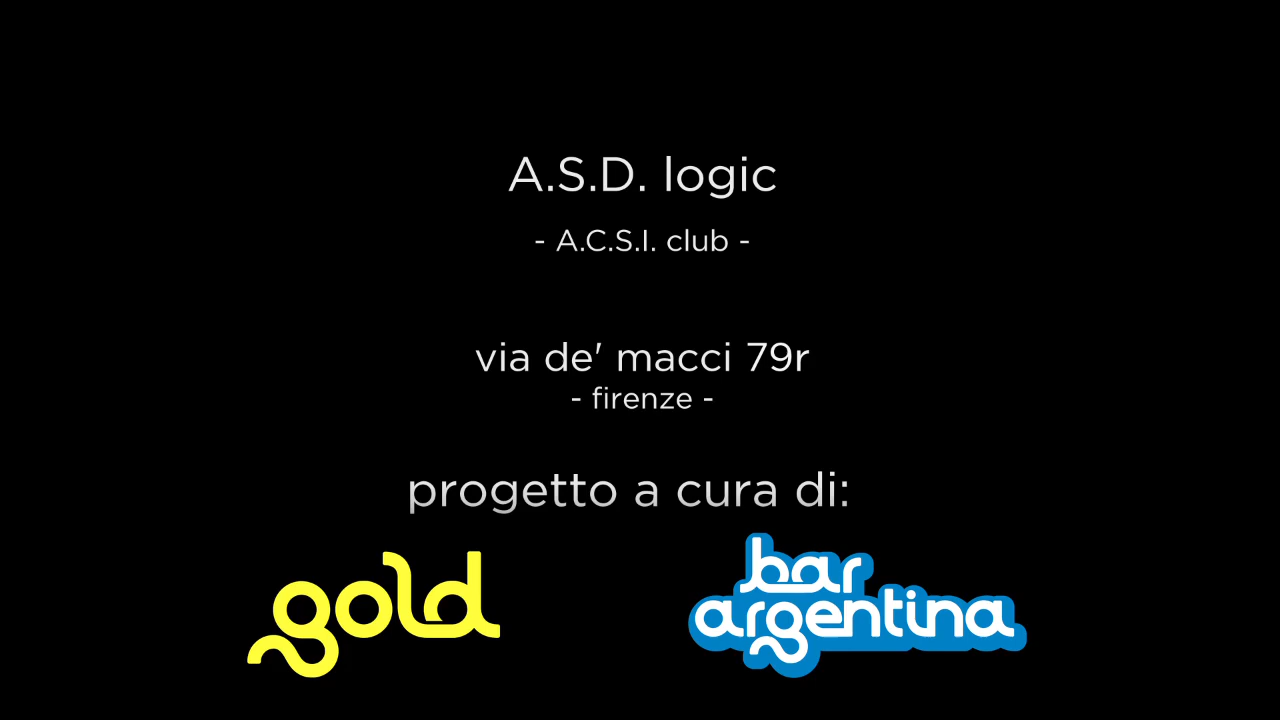 A.S.D. logic
- A.C.S.I. club -
via de' macci 79r
- firenze -
progetto a cura di:
gold
bar
argentina